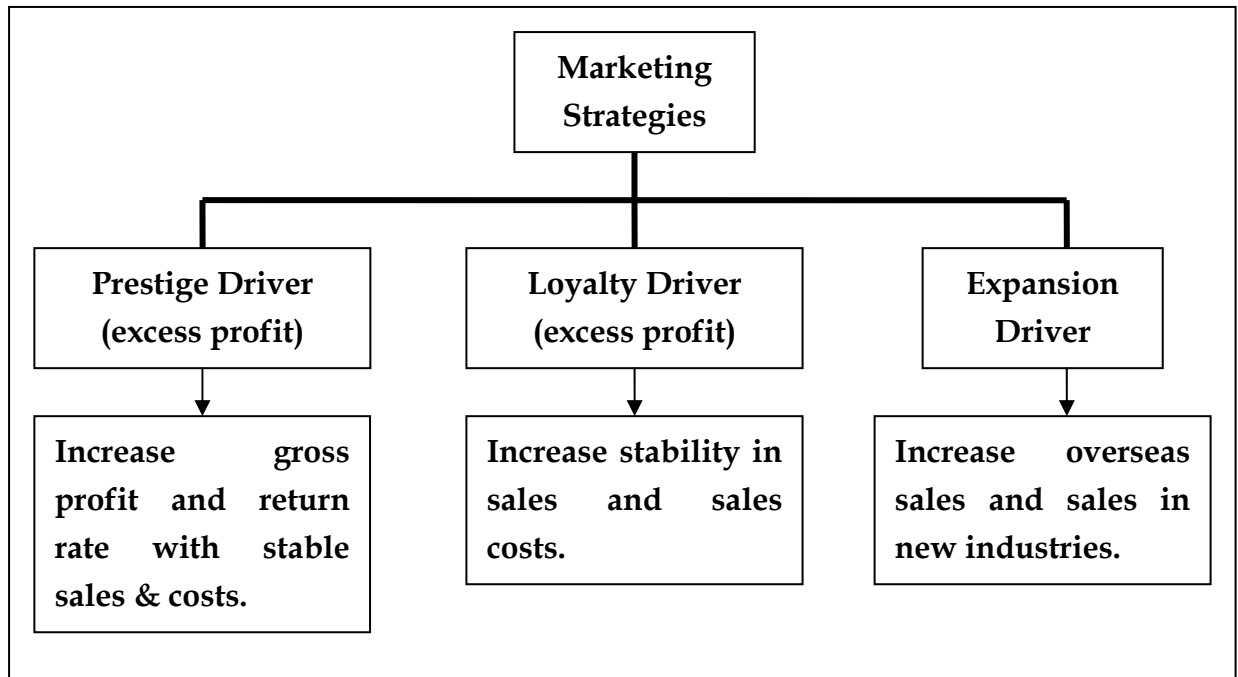 Marketing
Strategies
Prestige Driver
(excess profit)
Loyalty Driver
(excess profit)
Expansion
Driver
Increase gross
profit and return
rate with stable
sales & costs.
Increase stability in
sales and sales
costs.
Increase overseas
sales and sales in
new industries.